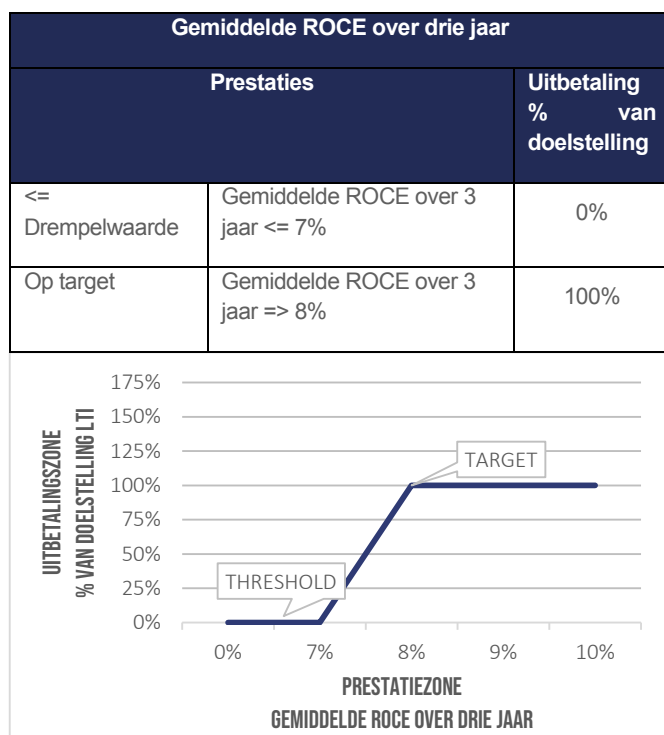 Gemiddelde ROCE over drie jaar
Prestaties
Uitbetaling
% van
doelstelling
<=
Drempelwaarde
Gemiddelde ROCE over 3
jaar <= 7%
0%
Op target
Gemiddelde ROCE over 3
jaar => 8%
100%
UITBETALINGSZONE
% VAN DOELSTELLING LTI
175%
150%
125%
100%
75%
50%
25%
0%
TARGET
THRESHOLD
0% 7% 8% 9% 10%
PRESTATIEZONE
GEMIDDELDE ROCE OVER DRIE JAAR